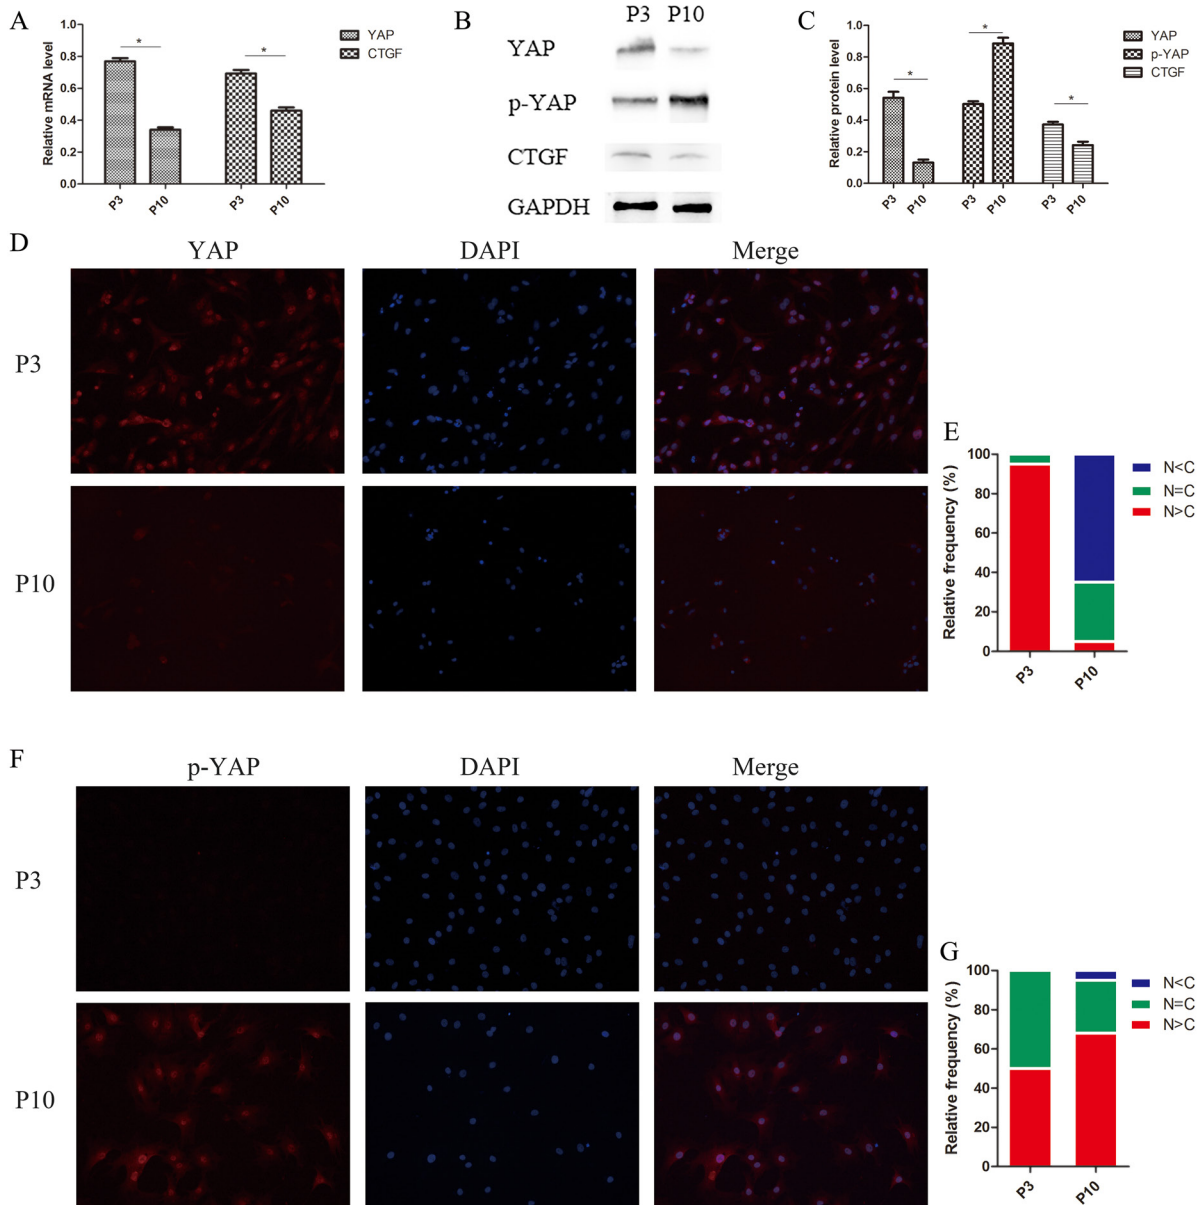 A
Relative mRNA level
1.0
0.8
0.6
0.4
0.2
0.0
*
*
P3
P10
P3
P10
YAP
CTGF
B
P3 P10
YAP
p-YAP
CTGF
GAPDH
C
Relative protein level
1.0
0.8
0.6
0.4
0.2
0.0
*
*
*
P3
P10
P3
P10
P3
P10
YAP
p-YAP
CTGF
D
YAP DAPI Merge
P3
P10
E
Relative frequency (%)
100
80
60
40
20
0
P3
P10
N<C
N=C
N>C
F
p-YAP DAPI Merge
P3
P10
G
Relative frequency (%)
100
80
60
40
20
0
P3
P10
N<C
N=C
N>C